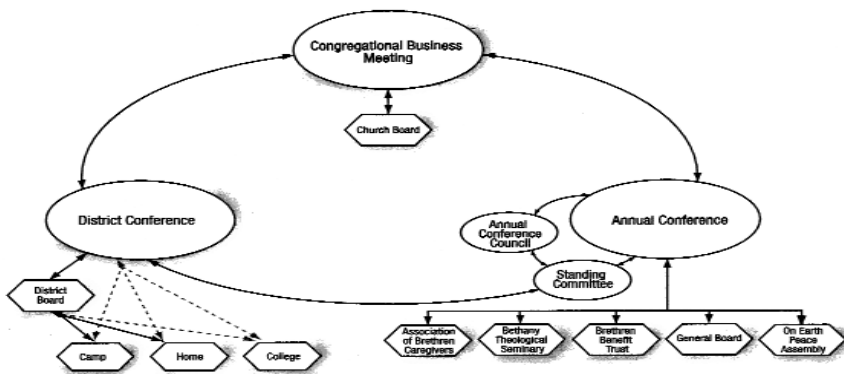 Congregational Business
Meeting
Church Board
District Conference
Annual Conference
Annual
Conference
Council
Standing
Committee
District
Board
Camp
Home
College
Association
of Brethren
Caregivers
Bethany
Theological
Seminary
Brethren
Benefit
Trust
General Board
On Earth
Peace
Assembly